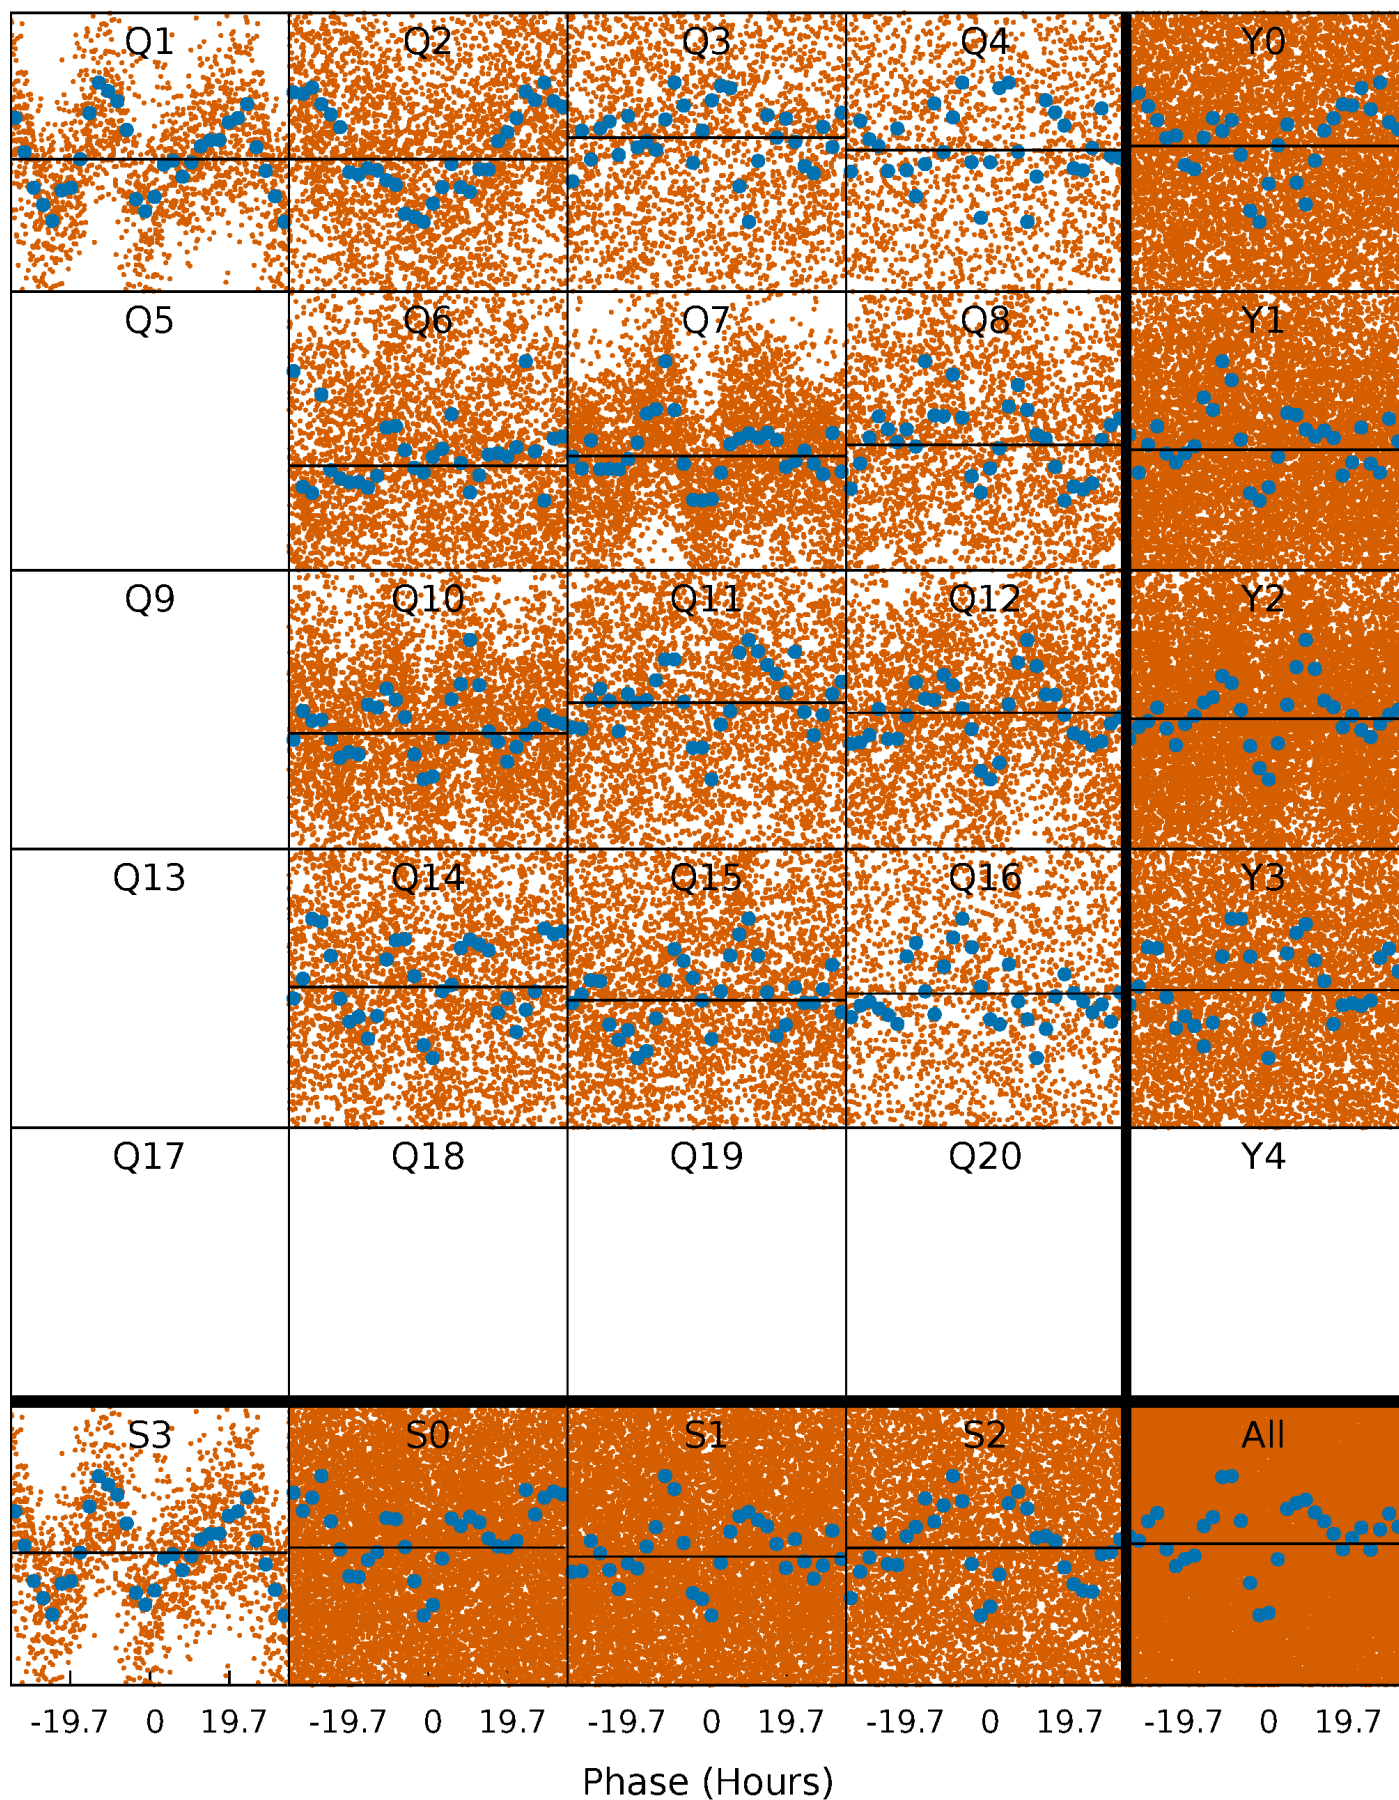 Q1 Q2 Q3 Q4 Y0
Q5 Q6 Q7 Q8 Y1
Q9 Q10 Q11 Q12 Y2
Q13 Q14 Q15 Q16 Y3
Q17 Q18 Q19 Q20 Y4
S3 S0 S1 S2 All
-19.7 0 19.7 -19.7 0 19.7 -19.7 0 19.7 -19.7 0 19.7 -19.7 0 19.7
Phase (Hours)